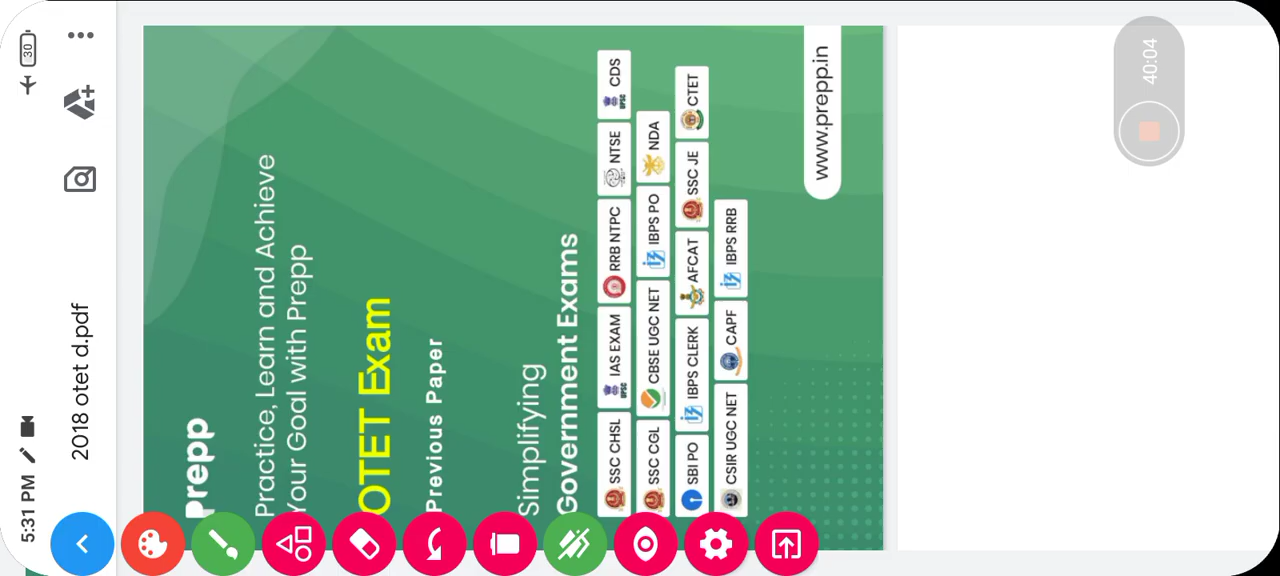 5:31 PM
30
2018 otet d.pdf
prepp
Practice, Learn and Achieve
Your Goal with Prepp
OTET Exam
Previous Paper
Simplifying
Government Exams
SSC CHSL
UPSC
IAS EXAM
RRB NTPC
NTSE
UPSC
CDS
SSC CGL
CBSE UGC NET
IBPS PO
NDA
SBI PO
IBPS CLERK
AFCAT
SSC JE
CTET
CSIR UGC NET
CAPF
IBPS RRB
www.prepp.in
40:04